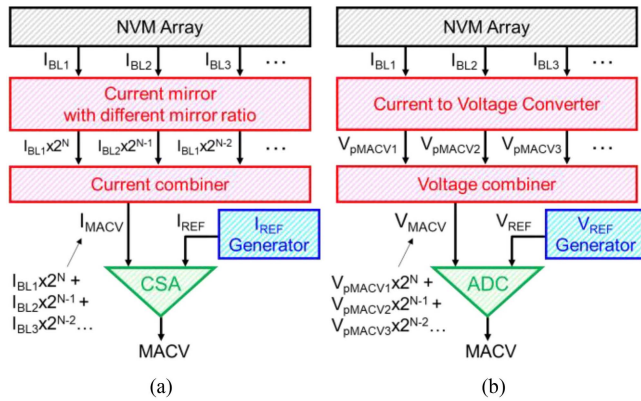 NVM Array
I_BL1 I_BL2 I_BL3 ...
Current mirror
with different mirror ratio
I_BL1x2^N I_BL2x2^N-1 I_BL1x2^N-2 ...
Current combiner
I_MACV I_REF
I_REF
Generator
I_BL1x2^N +
I_BL2x2^N-1 +
I_BL3x2^N-2...
CSA
MACV
(a)
NVM Array
I_BL1 I_BL2 I_BL3 ...
Current to Voltage Converter
V_pMACV1 V_pMACV2 V_pMACV3 ...
Voltage combiner
V_MACV V_REF
V_REF
Generator
V_pMACV1x2^N +
V_pMACV2x2^N-1 +
V_pMACV3x2^N-2...
ADC
MACV
(b)